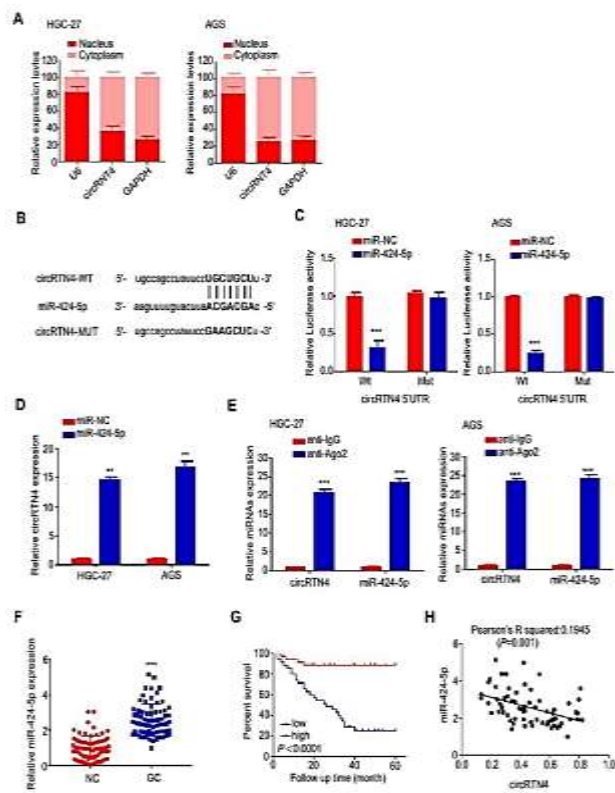 A
HGC-27
Nucleus
Cytoplasm
Relative expression levles
120
100
80
60
40
20
0
U6
circRNT4
GAPDH
AGS
Nucleus
Cytoplasm
Relative expression levles
120
100
80
60
40
20
0
U6
circRNT4
GAPDH
B
circRTN4-WT 5'- UGCUGCUu -3'
miR-424-5p 3'- ACGACGAc -5'
circRTN4-MUT 5'- GAAGCUCu -3'
C
HGC-27
miR-NC
miR-424-5p
Relative Luciferase activity
1.5
1.0
0.5
0.0
***
Wt
Mut
circRTN4 5'UTR
AGS
miR-NC
miR-424-5p
Relative Luciferase activity
1.5
1.0
0.5
0.0
***
Wt
Mut
circRTN4 5'UTR
D
miR-NC
miR-424-5p
Relative circRTN4 expression
20
15
10
5
0
**
**
HGC-27
AGS
E
HGC-27
anti-IgG
anti-Ago2
Relative miRNAs expression
30
25
20
15
10
5
0
***
***
circRTN4
miR-424-5p
AGS
anti-IgG
anti-Ago2
Relative miRNAs expression
30
25
20
15
10
5
0
***
***
circRTN4
miR-424-5p
F
Relative miR-424-5p expression
6
4
2
0
NC
GC
G
Percent survival
100
80
60
40
20
0
low
high
P<0.0001
0
20
40
60
Follow up time (month)
H
Pearson's R squared:0.1945
(P=0.001)
miR-424-5p
6
4
2
0
0.0
0.2
0.4
0.6
0.8
1.0
circRTN4